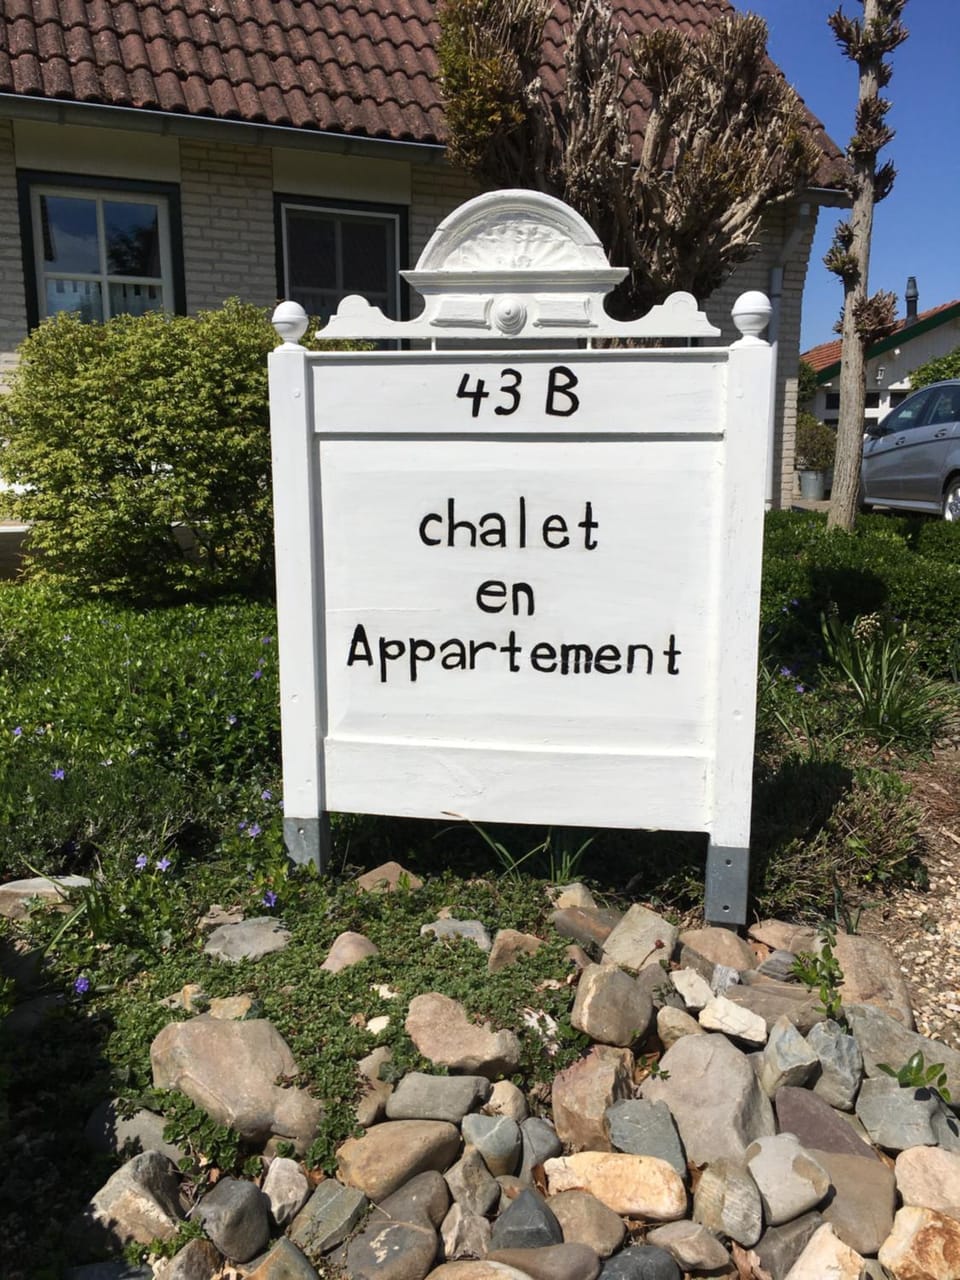 43 B
chalet
en
Appartement